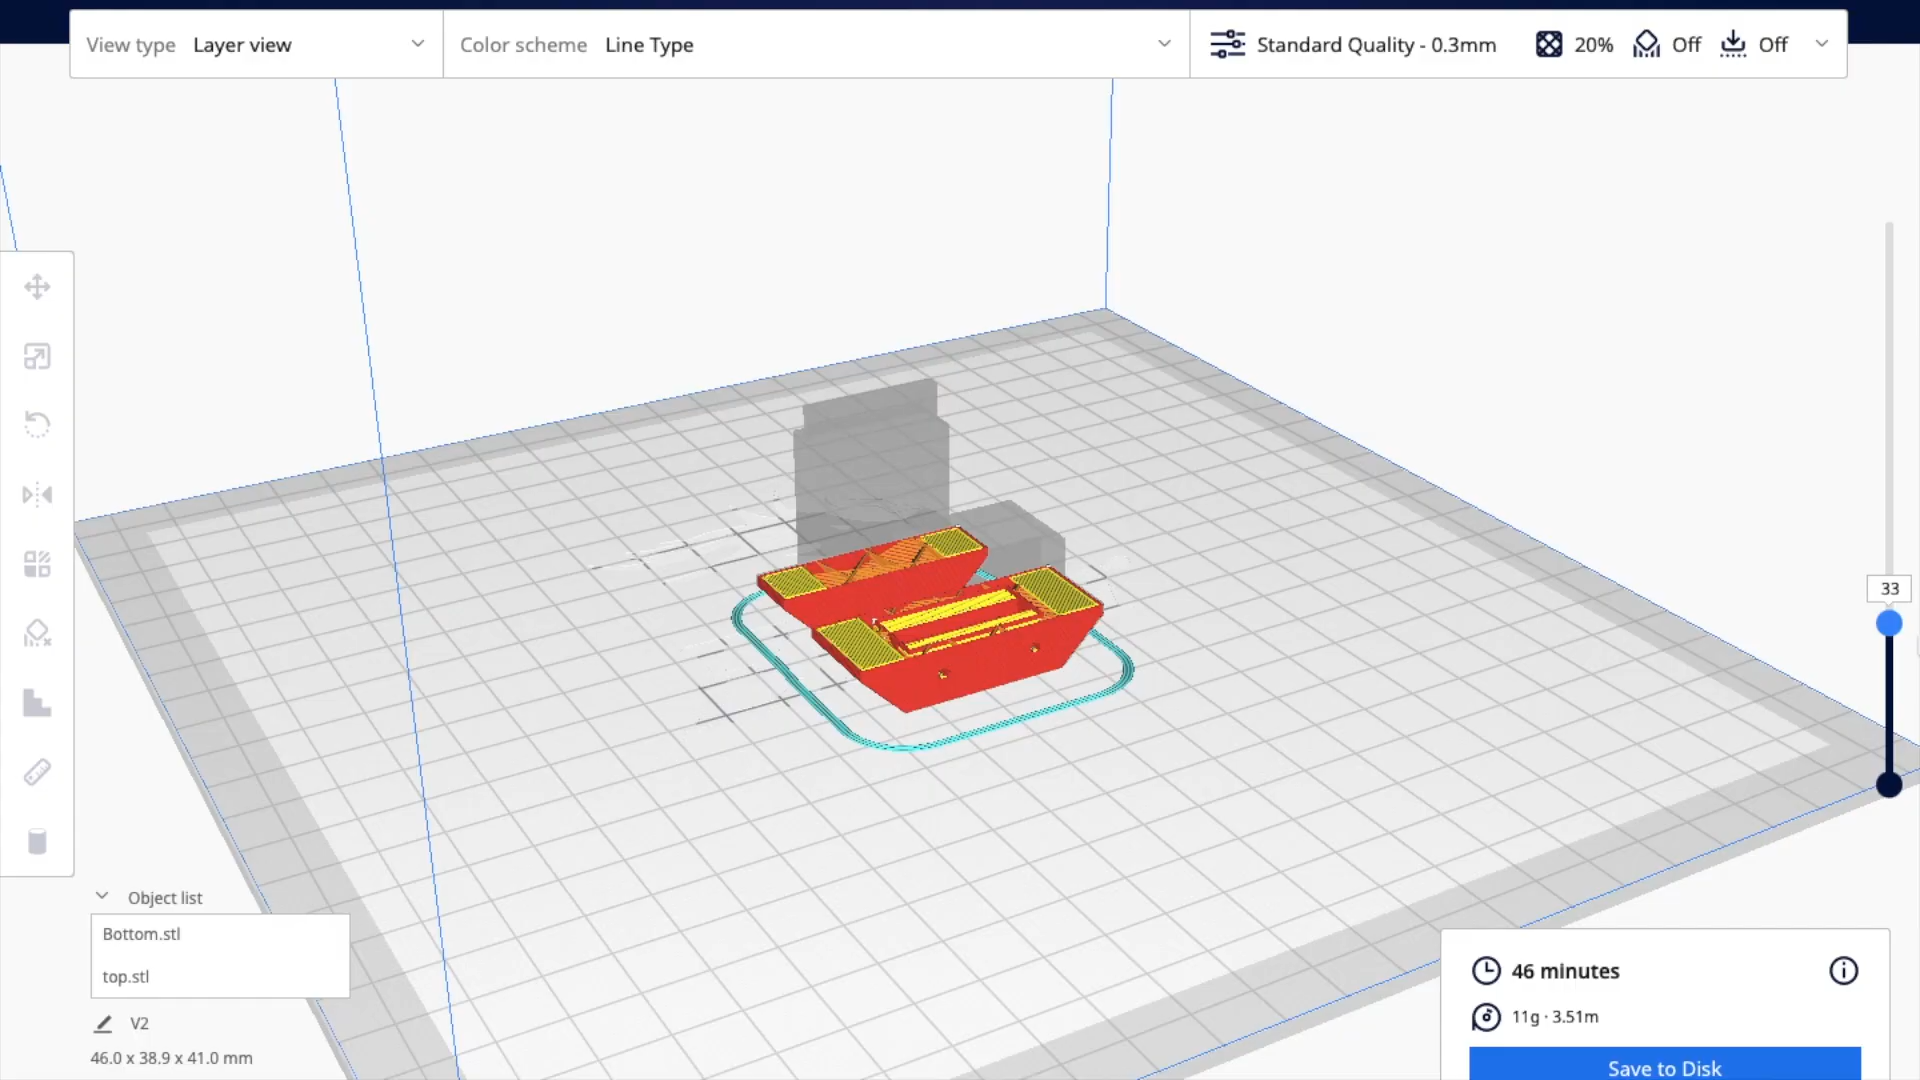 View type Layer view Color scheme Line Type Standard Quality - 0.3mm 20% Off Off
33
Object list
Bottom.stl
top.stl
V2
46.0 x 38.9 x 41.0 mm
46 minutes
11g · 3.51m
Save to Disk